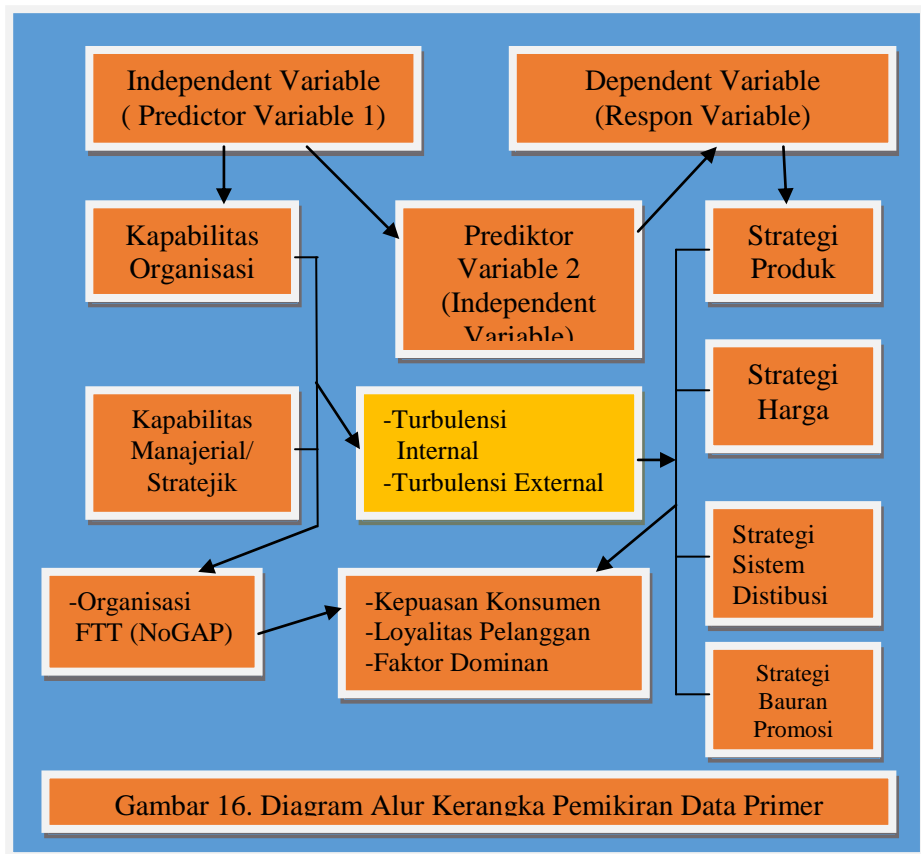 Independent Variable
( Predictor Variable 1)
Dependent Variable
(Respon Variable)
Kapabilitas
Organisasi
Prediktor
Variable 2
(Independent
Variable)
Strategi
Produk
Kapabilitas
Manajerial/
Stratejik
-Turbulensi
Internal
-Turbulensi External
Strategi
Harga
-Organisasi
FTT (NoGAP)
-Kepuasan Konsumen
-Loyalitas Pelanggan
-Faktor Dominan
Strategi
Sistem
Distibusi
Strategi
Bauran
Promosi
Gambar 16. Diagram Alur Kerangka Pemikiran Data Primer